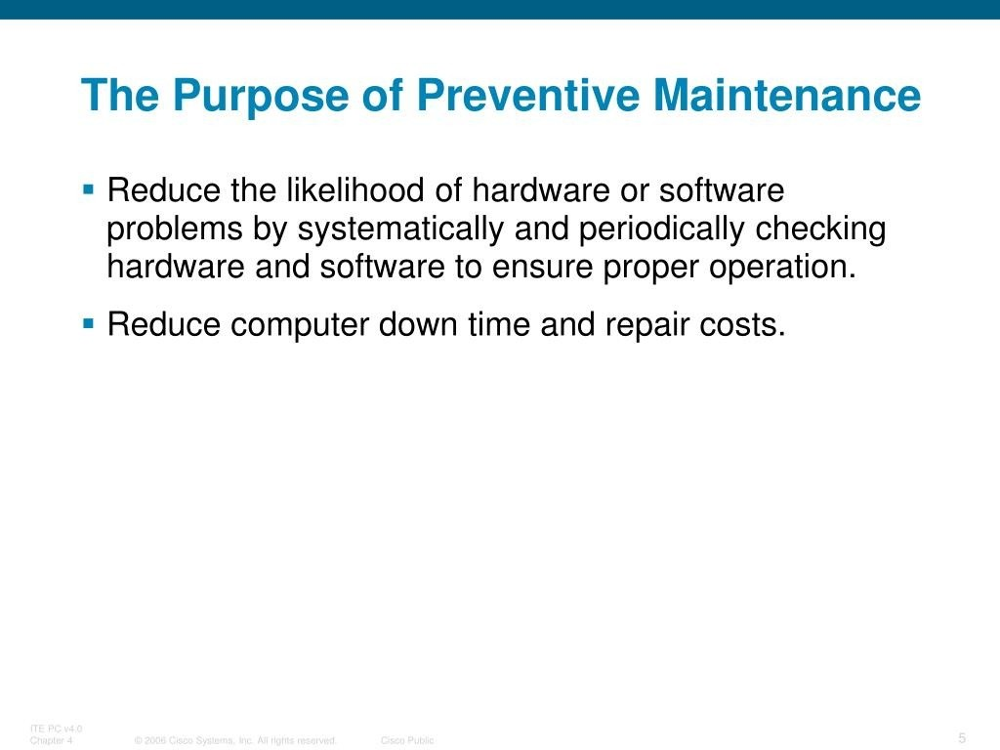 The Purpose of Preventive Maintenance
Reduce the likelihood of hardware or software
problems by systematically and periodically checking
hardware and software to ensure proper operation.
Reduce computer down time and repair costs.
ITE PC v4.0
Chapter 4
© 2006 Cisco Systems, Inc. All rights reserved.
Cisco Public
5